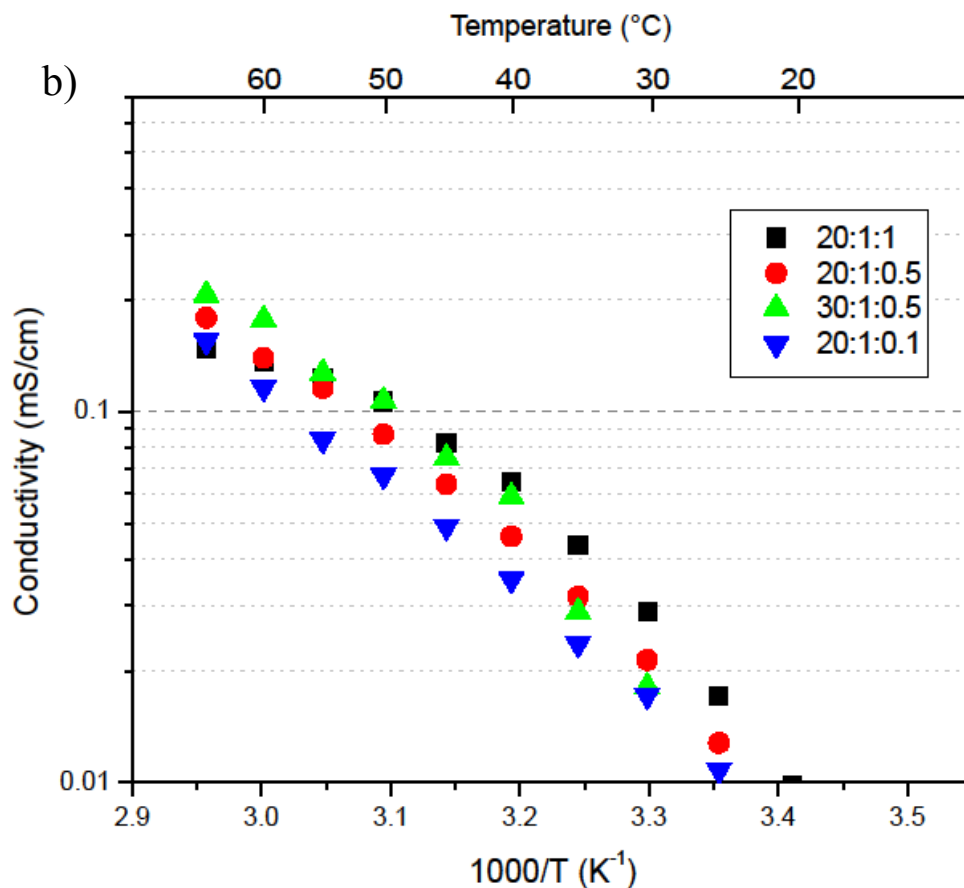 Temperature (°C)
b)
60 50 40 30 20
20:1:1
20:1:0.5
30:1:0.5
20:1:0.1
Conductivity (mS/cm)
0.1
0.01
2.9 3.0 3.1 3.2 3.3 3.4 3.5
1000/T (K⁻¹)